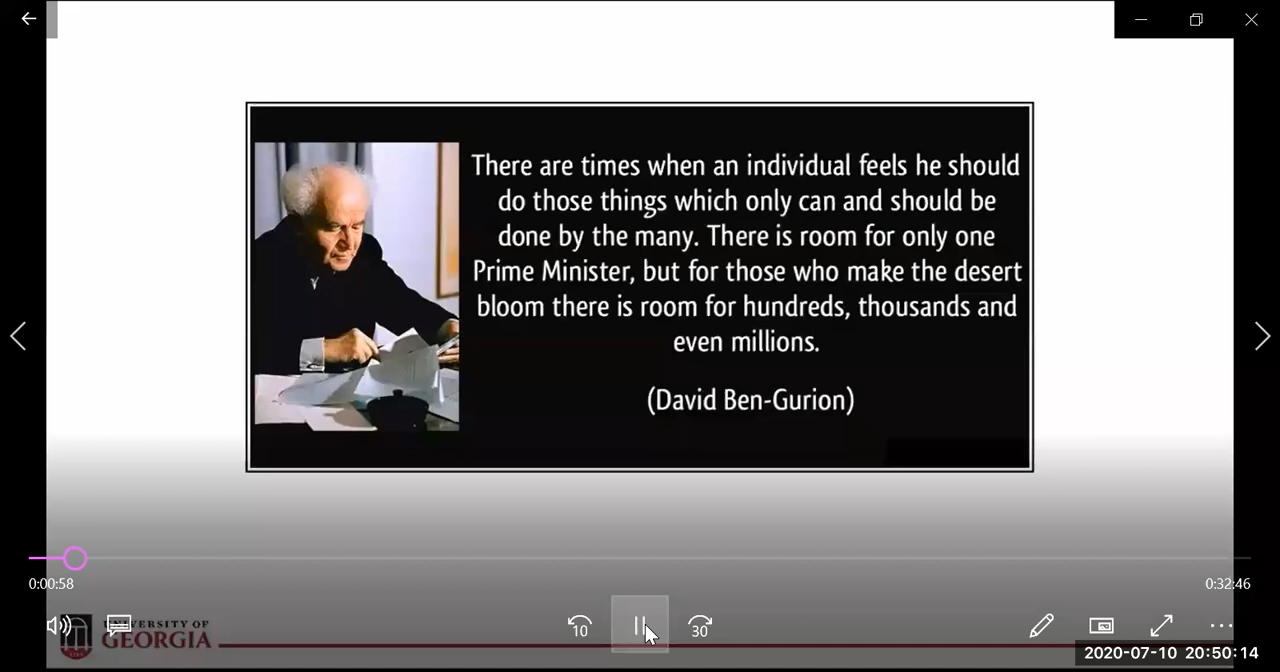 There are times when an individual feels he should
do those things which only can and should be
done by the many. There is room for only one
Prime Minister, but for those who make the desert
bloom there is room for hundreds, thousands and
even millions.
(David Ben-Gurion)
0:00:58
0:32:46
10
30
UNIVERSITY OF
GEORGIA
2020-07-10 20:50:14